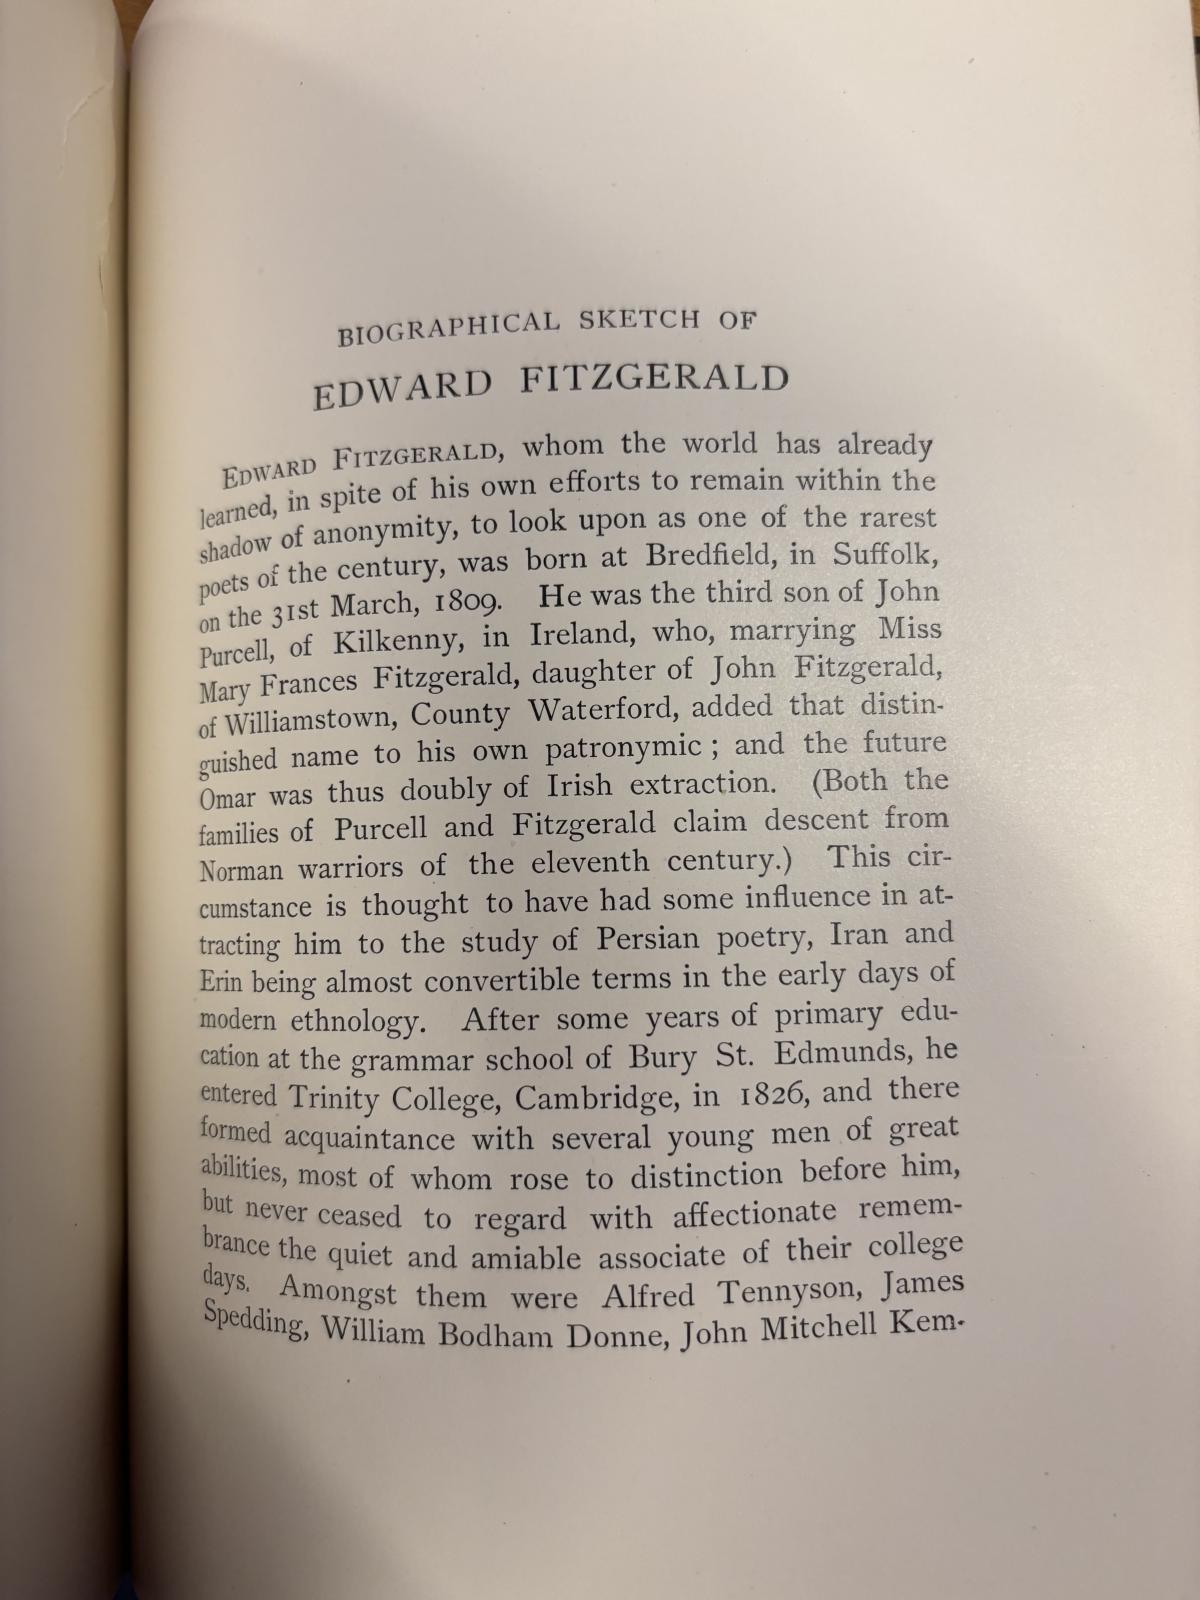 BIOGRAPHICAL SKETCH OF
EDWARD FITZGERALD
EDWARD FITZGERALD, whom the world has already
learned, in spite of his own efforts to remain within the
shadow of anonymity, to look upon as one of the rarest
poets of the century, was born at Bredfield, in Suffolk,
on the 31st March, 1809. He was the third son of John
Purcell, of Kilkenny, in Ireland, who, marrying Miss
Mary Frances Fitzgerald, daughter of John Fitzgerald,
of Williamstown, County Waterford, added that distin-
guished name to his own patronymic ; and the future
Omar was thus doubly of Irish extraction. (Both the
families of Purcell and Fitzgerald claim descent from
Norman warriors of the eleventh century.) This cir-
cumstance is thought to have had some influence in at-
tracting him to the study of Persian poetry, Iran and
Erin being almost convertible terms in the early days of
modern ethnology. After some years of primary edu-
cation at the grammar school of Bury St. Edmunds, he
entered Trinity College, Cambridge, in 1826, and there
formed acquaintance with several young men of great
abilities, most of whom rose to distinction before him,
but never ceased to regard with affectionate remem-
brance the quiet and amiable associate of their college
days. Amongst them were Alfred Tennyson, James
Spedding, William Bodham Donne, John Mitchell Kem-